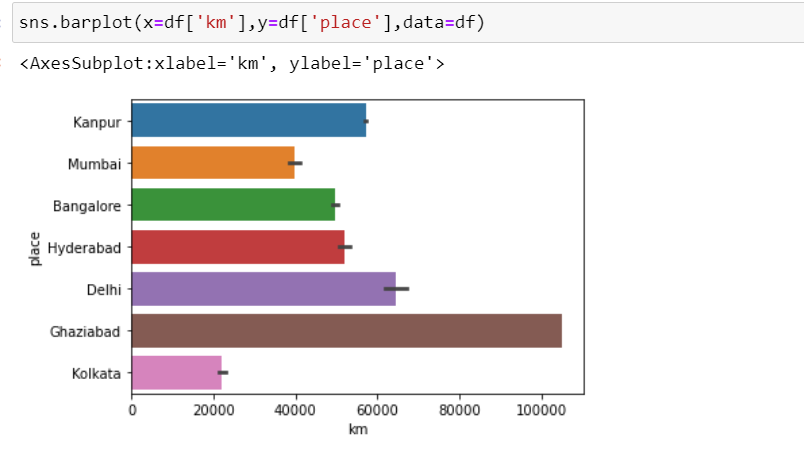 sns.barplot(x=df['km'],y=df['place'],data=df)
<AxesSubplot:xlabel='km', ylabel='place'>
Kanpur
Mumbai
Bangalore
Hyderabad
Delhi
Ghaziabad
Kolkata
place
0 20000 40000 60000 80000 100000
km